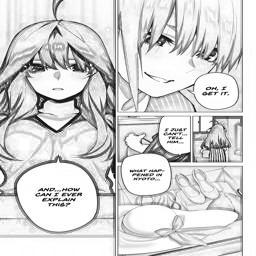 OH, I
GET IT.
I JUST
CAN'T...
TELL
HIM...
WHAT HAP-
PENED IN
KYOTO...
AND...HOW
CAN I EVER
EXPLAIN
THIS?